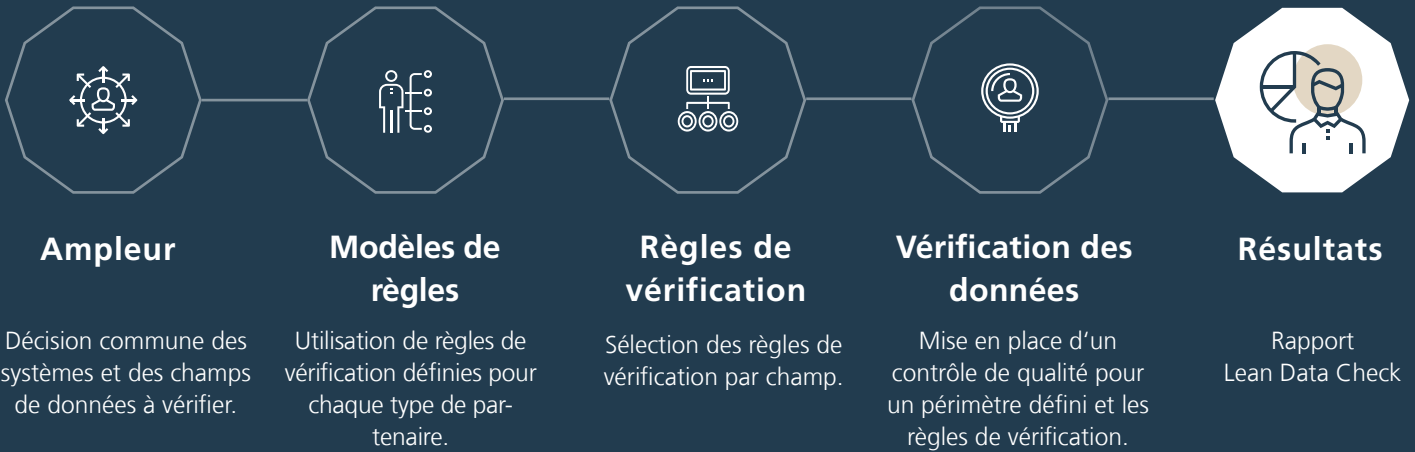 Ampleur
Décision commune des
systèmes et des champs
de données à vérifier.
Modèles de
règles
Utilisation de règles de
vérification définies pour
chaque type de par-
tenaire.
Règles de
vérification
Sélection des règles de
vérification par champ.
Vérification des
données
Mise en place d‘un
contrôle de qualité pour
un périmètre défini et les
règles de vérification.
Résultats
Rapport
Lean Data Check